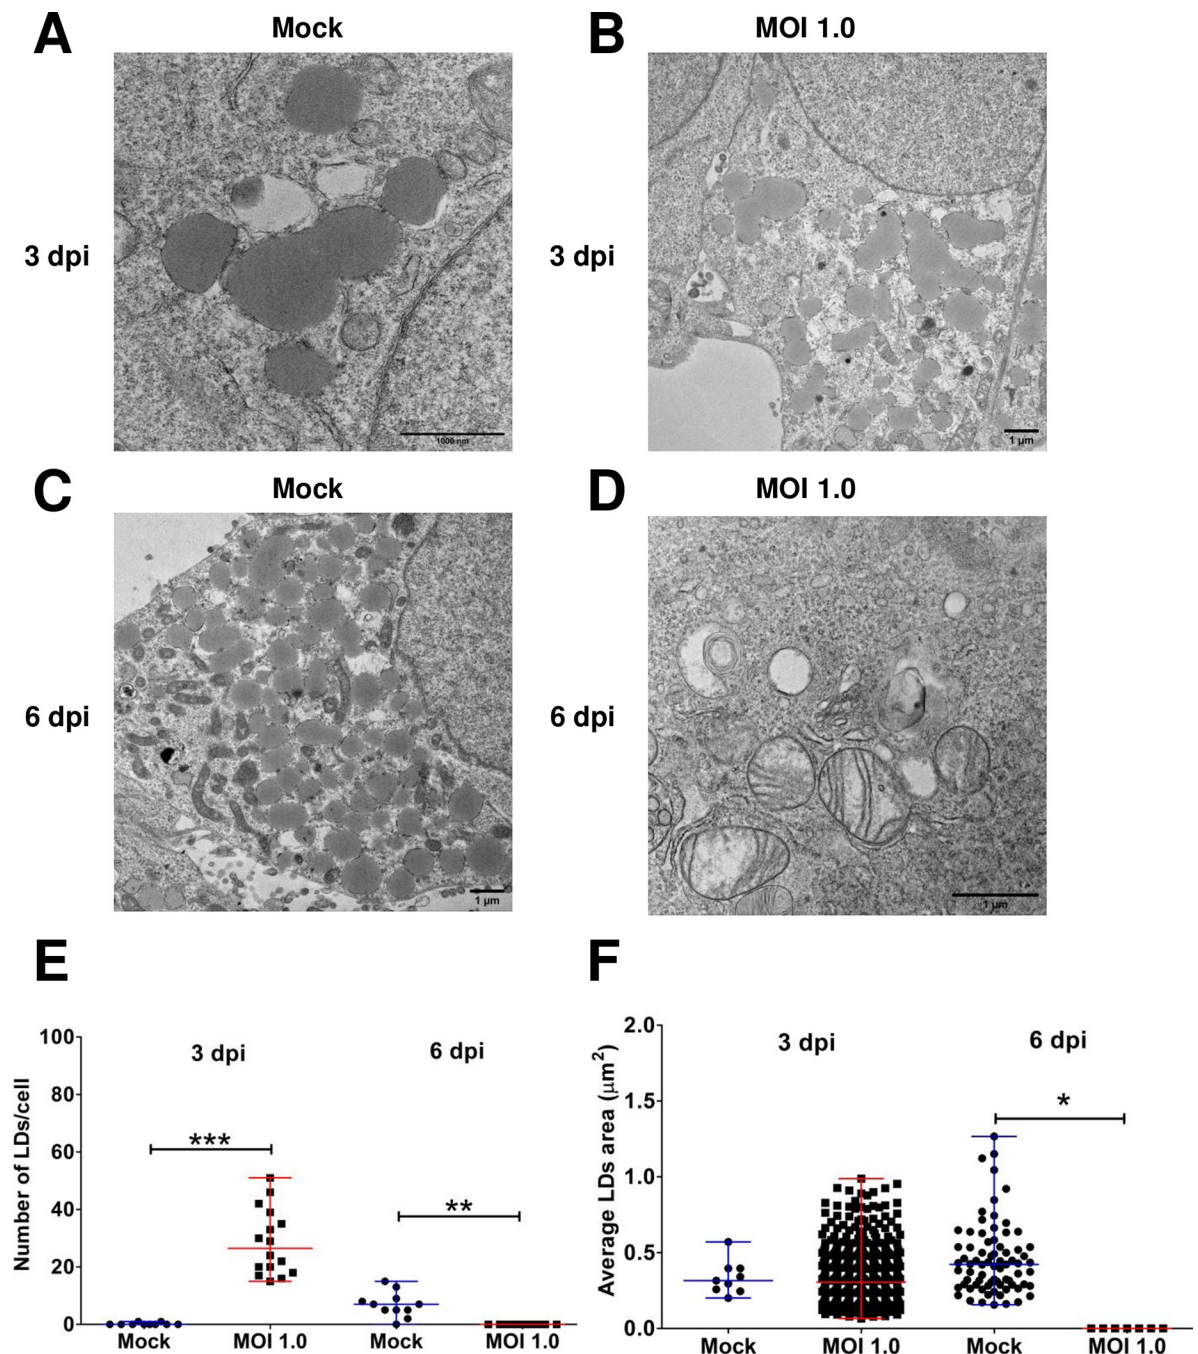 A
Mock
B
MOI 1.0
3 dpi
3 dpi
1000 nm
1 µm
C
Mock
D
MOI 1.0
6 dpi
6 dpi
1 µm
1 µm
E
F
Number of LDs/cell
100
80
60
40
20
0
3 dpi
6 dpi
***
**
Mock
MOI 1.0
Mock
MOI 1.0
Average LDs area (µm²)
2.0
1.5
1.0
0.5
0.0
3 dpi
6 dpi
*
Mock
MOI 1.0
Mock
MOI 1.0